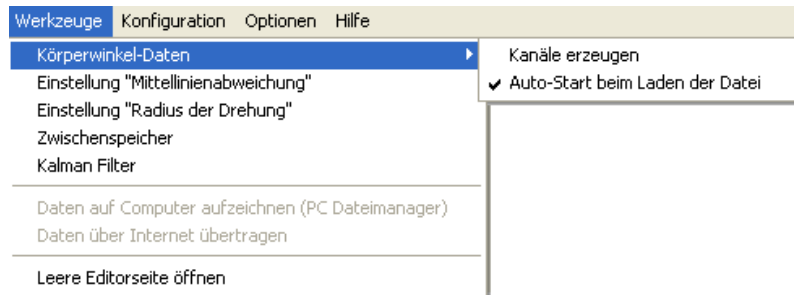 Werkzeuge Konfiguration Optionen Hilfe
Körperwinkel-Daten
Kanäle erzeugen
Auto-Start beim Laden der Datei
Einstellung "Mittellinienabweichung"
Einstellung "Radius der Drehung"
Zwischenspeicher
Kalman Filter
Daten auf Computer aufzeichnen (PC Dateimanager)
Daten über Internet übertragen
Leere Editorseite öffnen